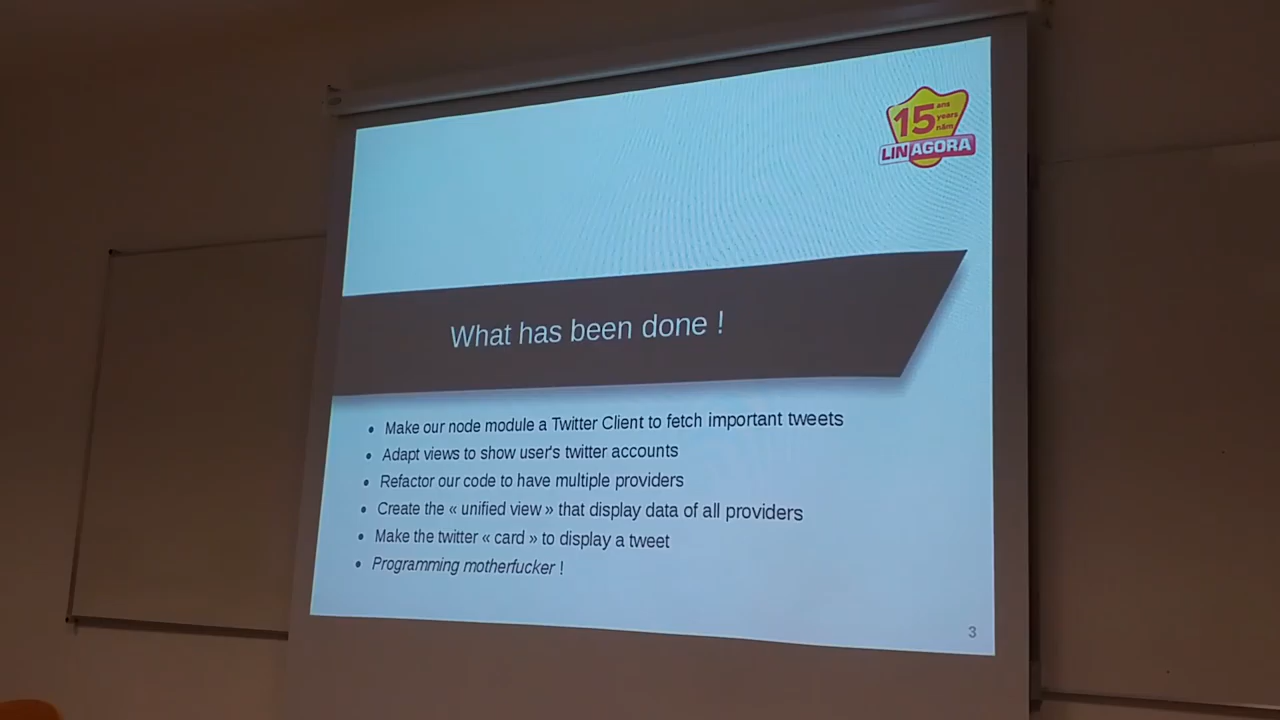 15 ans
years
năm
LINAGORA
What has been done !
• Make our node module a Twitter Client to fetch important tweets
• Adapt views to show user's twitter accounts
• Refactor our code to have multiple providers
• Create the « unified view » that display data of all providers
• Make the twitter « card » to display a tweet
• Programming motherfucker !
3